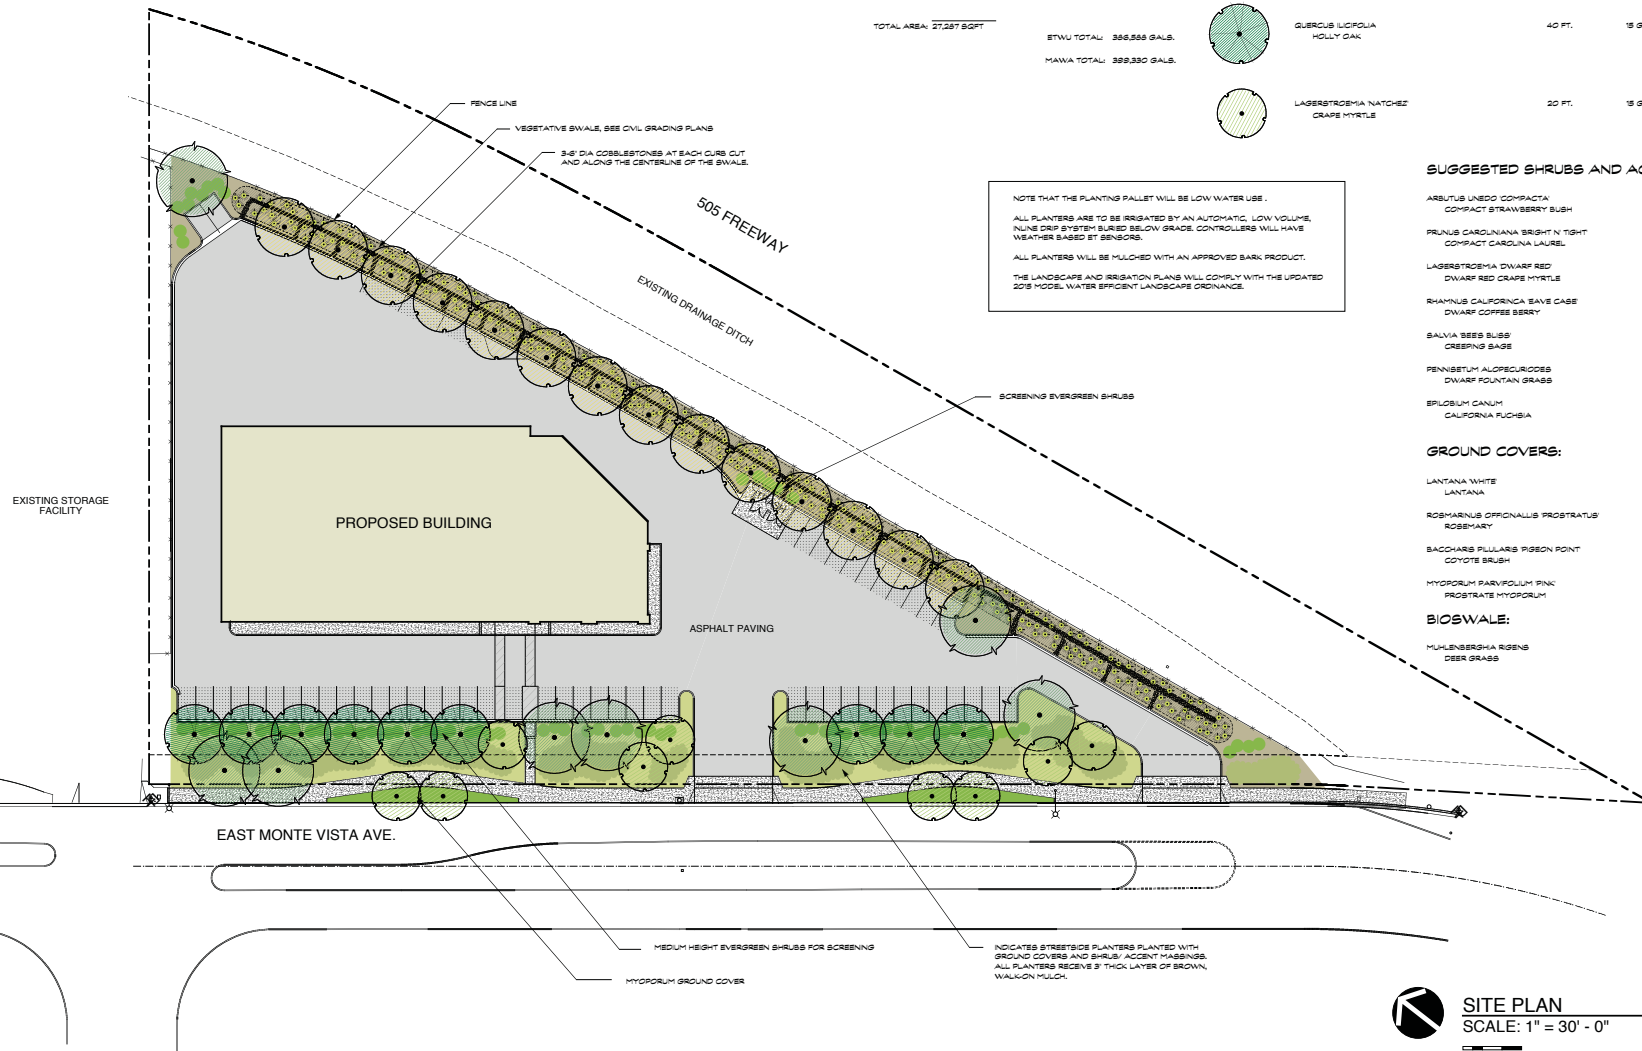 TOTAL AREA: 27,287 SQFT
ETWU TOTAL: 386,588 GALS.
MAWA TOTAL: 399,330 GALS.
QUERCUS ILICIFOLIA
HOLLY OAK
40 FT.
LAGERSTROEMIA 'NATCHEZ'
CRAPE MYRTLE
20 FT.
FENCE LINE
VEGETATIVE SWALE, SEE CIVIL GRADING PLANS
3-6" DIA COBBLESTONES AT EACH CURB CUT
AND ALONG THE CENTERLINE OF THE SWALE.
505 FREEWAY
EXISTING DRAINAGE DITCH
NOTE THAT THE PLANTING PALLET WILL BE LOW WATER USE .
ALL PLANTERS ARE TO BE IRRIGATED BY AN AUTOMATIC, LOW VOLUME,
INLINE DRIP SYSTEM BURIED BELOW GRADE. CONTROLLERS WILL HAVE
WEATHER BASED ET SENSORS.
ALL PLANTERS WILL BE MULCHED WITH AN APPROVED BARK PRODUCT.
THE LANDSCAPE AND IRRIGATION PLANS WILL COMPLY WITH THE UPDATED
2015 MODEL WATER EFFICIENT LANDSCAPE ORDINANCE.
SUGGESTED SHRUBS AND
ARBUTUS UNEDO 'COMPACTA'
COMPACT STRAWBERRY BUSH
PRUNUS CAROLINIANA 'BRIGHT N' TIGHT'
COMPACT CAROLINA LAUREL
LAGERSTROEMIA 'DWARF RED'
DWARF RED CRAPE MYRTLE
RHAMNUS CALIFORINCA 'EAVE CASE'
DWARF COFFEE BERRY
SALVIA 'BEE'S BLISS'
CREEPING SAGE
PENNISETUM ALOPECURIODES
DWARF FOUNTAIN GRASS
EPILOBIUM CANUM
CALIFORNIA FUCHSIA
GROUND COVERS:
LANTANA 'WHITE'
LANTANA
ROSMARINUS OFFICINALLIS 'PROSTRATUS'
ROSEMARY
BACCHARIS PILULARIS 'PIGEON POINT'
COYOTE BRUSH
MYOPORUM PARVIFOLIUM 'PINK'
PROSTRATE MYOPORUM
BIOSWALE:
MUHLENBERGHIA RIGENS
DEER GRASS
SCREENING EVERGREEN SHRUBS
EXISTING STORAGE
FACILITY
PROPOSED BUILDING
ASPHALT PAVING
EAST MONTE VISTA AVE.
MEDIUM HEIGHT EVERGREEN SHRUBS FOR SCREENING
MYOPORUM GROUND COVER
INDICATES STREETSIDE PLANTERS PLANTED WITH
GROUND COVERS AND SHRUB/ ACCENT MASSINGS.
ALL PLANTERS RECEIVE 3" THICK LAYER OF BROWN,
WALK-ON MULCH.
SITE PLAN
SCALE: 1" = 30' - 0"